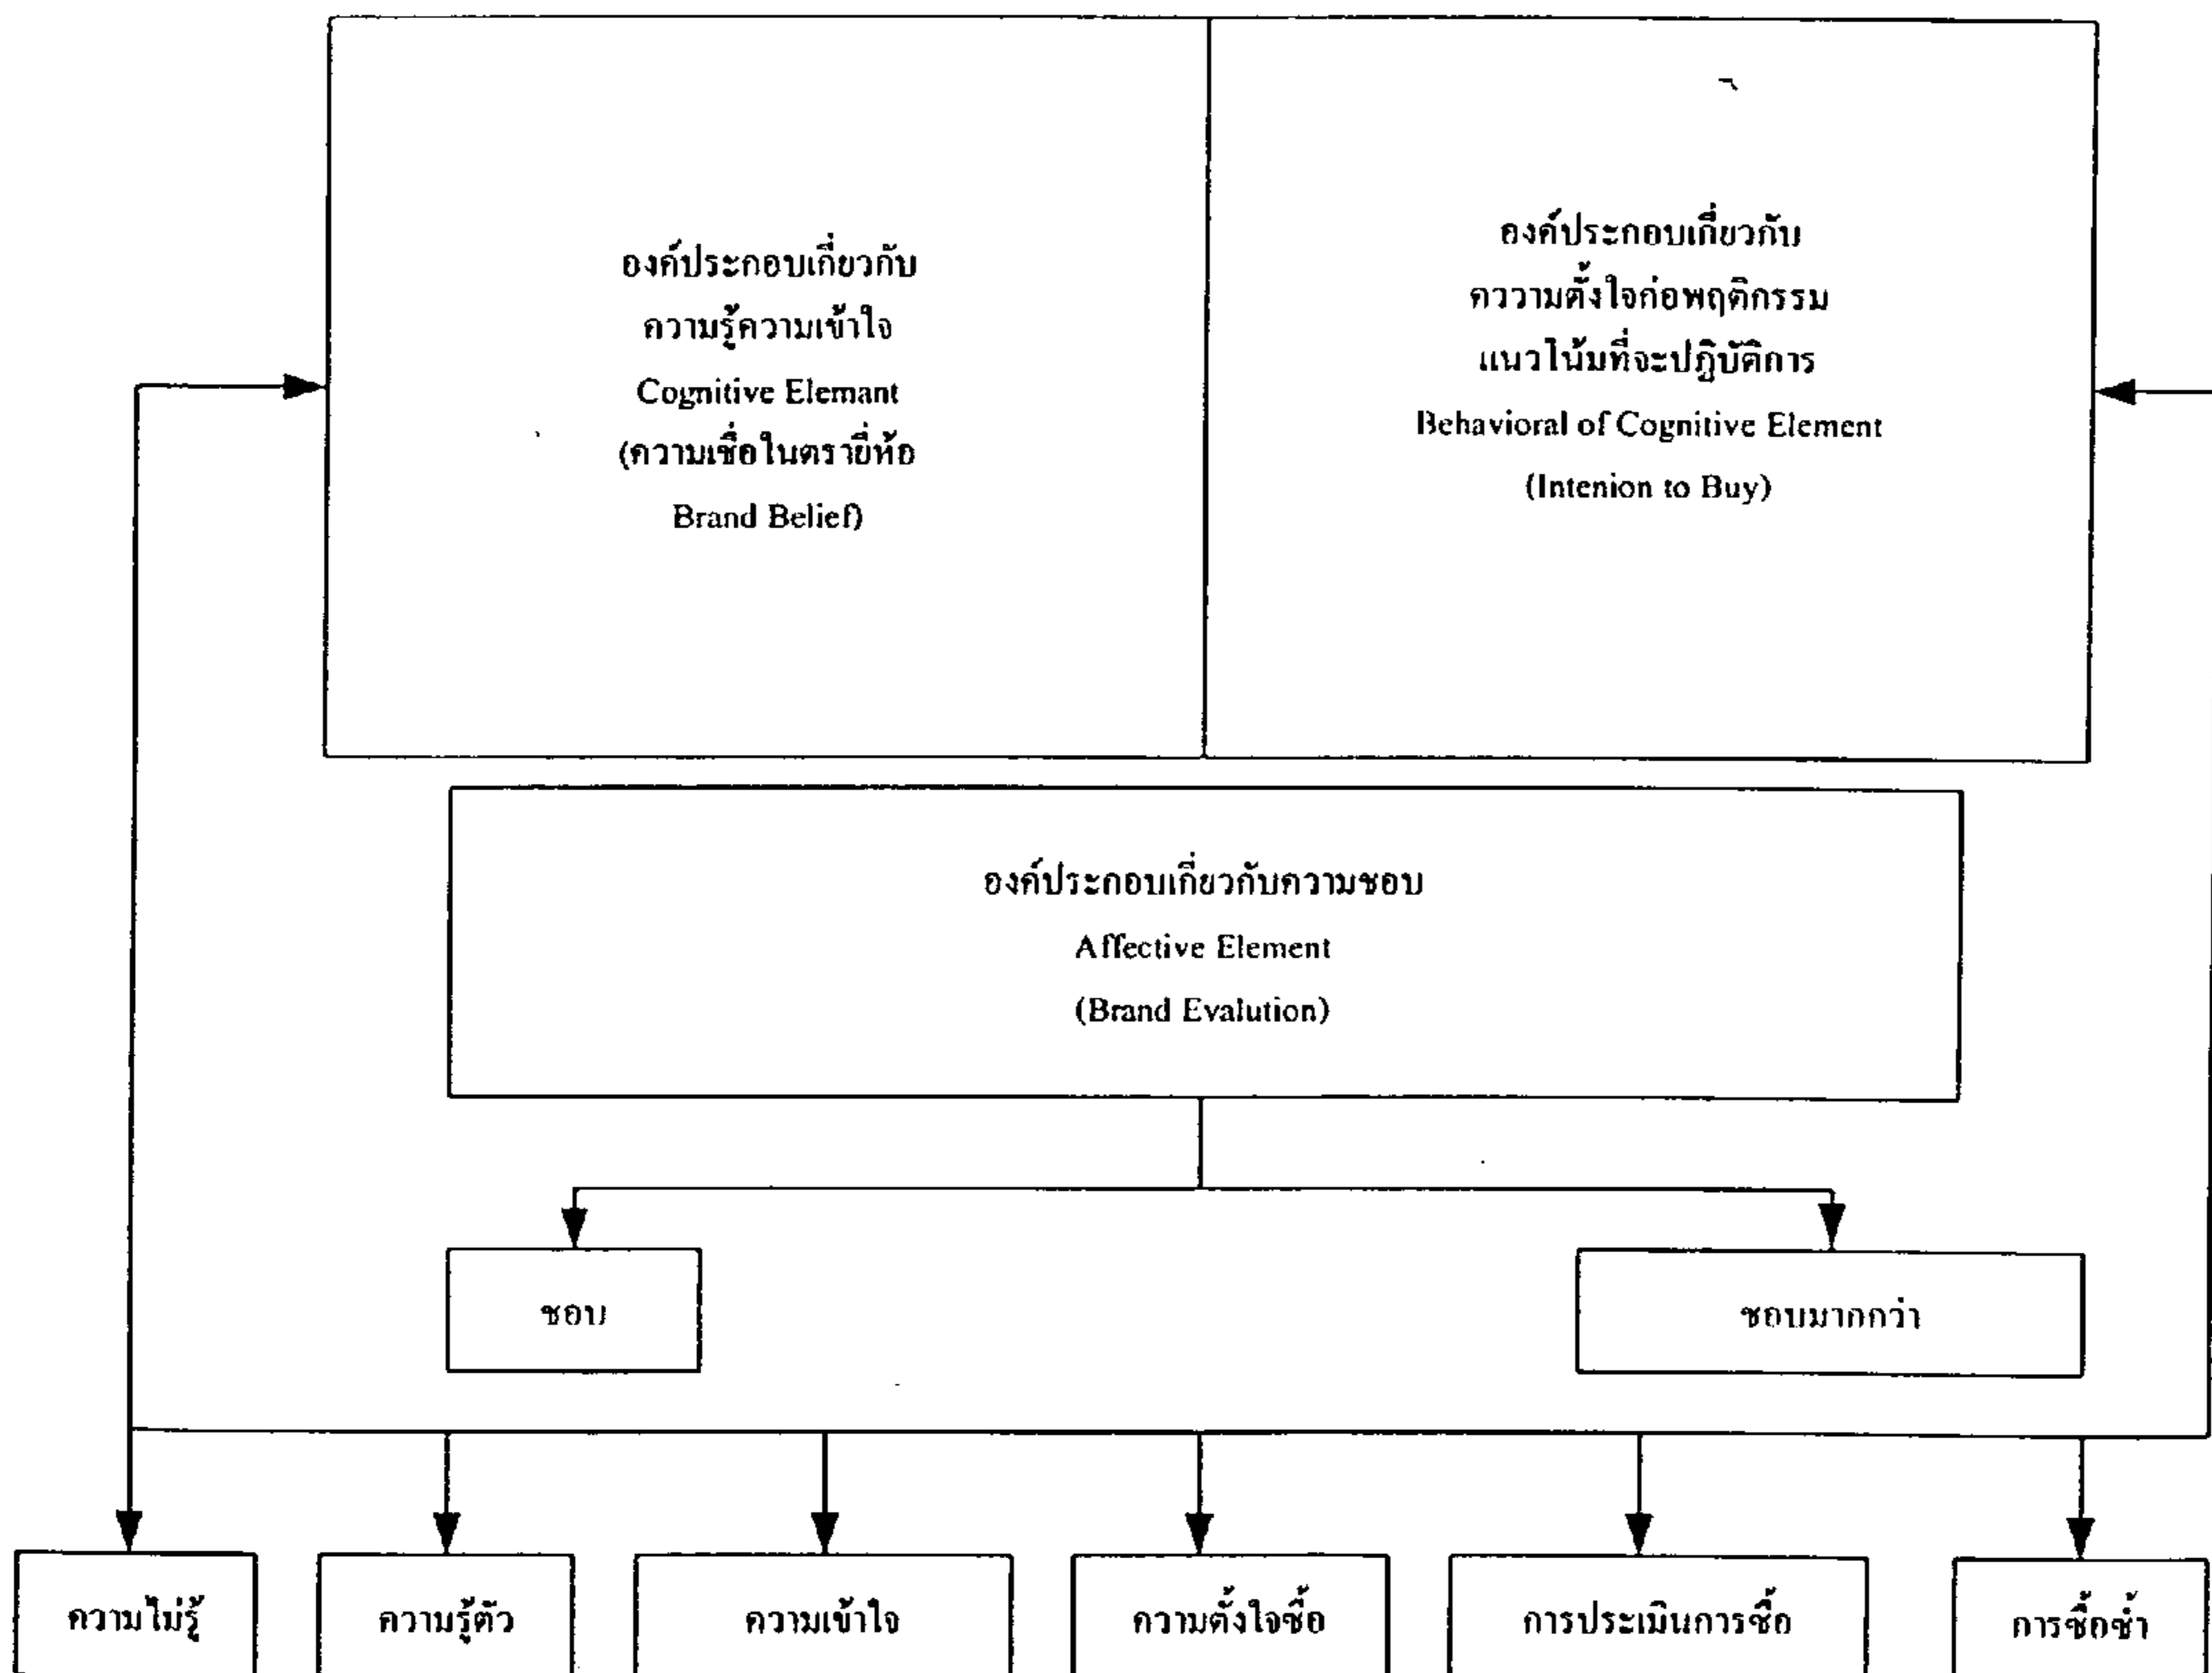 องค์ประกอบเกี่ยวกับ
ความรู้ความเข้าใจ
Cognitive Elemant
(ความเชื่อในตรายี่ห้อ
Brand Belief)
องค์ประกอบเกี่ยวกับ
คววามตั้งใจก่อพฤติกรรม
แนวโน้มที่จะปฏิบัติการ
Behavioral of Cognitive Element
(Intenion to Buy)
องค์ประกอบเกี่ยวกับความชอบ
Affective Element
(Brand Evalution)
ชอบ
ชอบมากกว่า
ความไม่รู้
ความรู้ตัว
ความเข้าใจ
ความตั้งใจซื้อ
การประเมินการซื้อ
การซื้อซ้ำ